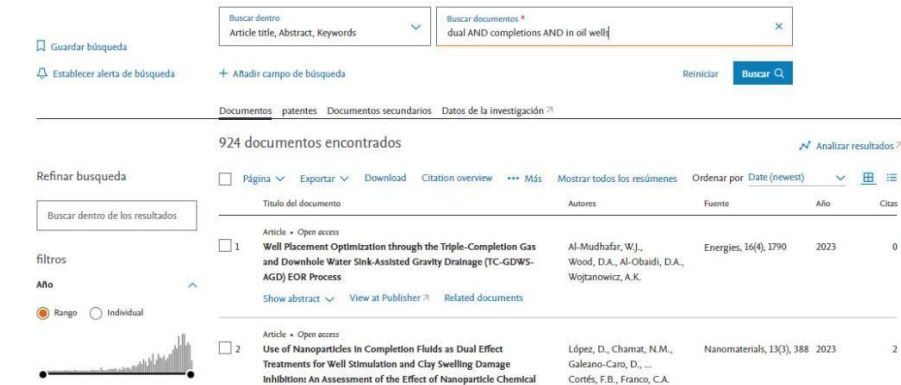 Buscar dentro
Article title, Abstract, Keywords
Buscar documentos *
dual AND completions AND in oil wells
Guardar búsqueda
Establecer alerta de búsqueda
+ Añadir campo de búsqueda
Reiniciar
Buscar
Documentos patentes Documentos secundarios Datos de la investigación
924 documentos encontrados
Analizar resultados
Refinar busqueda
Página Exportar Download Citation overview ••• Más Mostrar todos los resúmenes Ordenar por Date (newest)
Buscar dentro de los resultados
Titulo del documento Autores Fuente Año Citas
filtros
Año
Rango Individual
Article • Open access
1 Well Placement Optimization through the Triple-Completion Gas Al-Mudhafar, W.J., Energies, 16(4), 1790 2023 0
and Downhole Water Sink-Assisted Gravity Drainage (TC-GDWS- Wood, D.A., Al-Obaidi, D.A.,
AGD) EOR Process Wojtanowicz, A.K.
Show abstract View at Publisher Related documents
Article • Open access
2 Use of Nanoparticles in Completion Fluids as Dual Effect López, D., Chamat, N.M., Nanomaterials, 13(3), 388 2023 2
Treatments for Well Stimulation and Clay Swelling Damage Galeano-Caro, D., ...
Inhibition: An Assessment of the Effect of Nanoparticle Chemical Cortés, F.B., Franco, C.A.